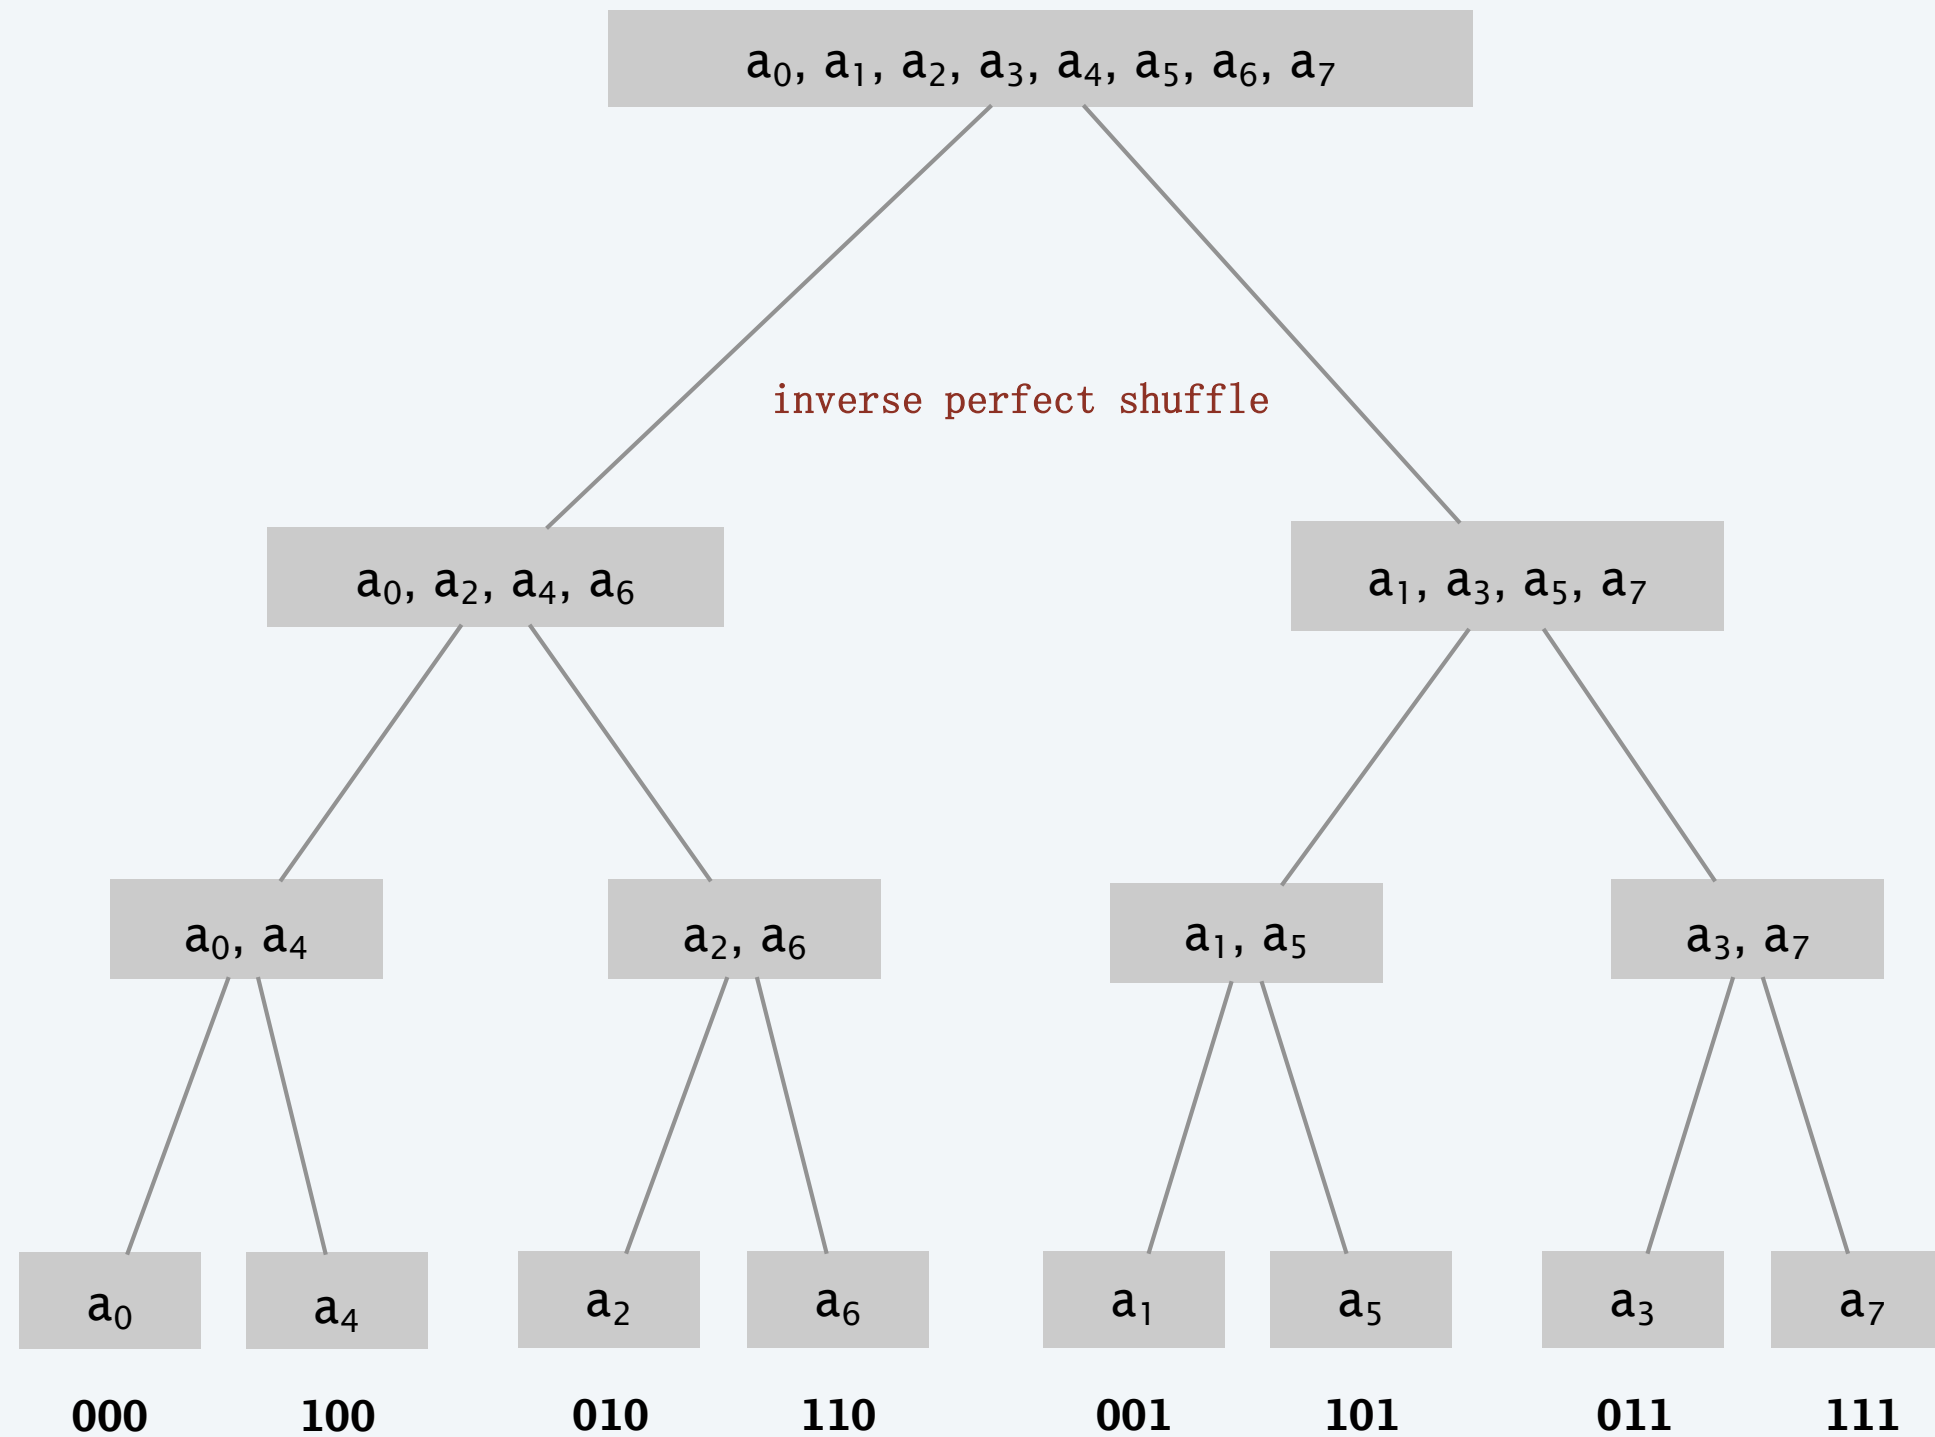 a0, a1, a2, a3, a4, a5, a6, a7
inverse perfect shuffle
a0, a2, a4, a6
a1, a3, a5, a7
a0, a4
a2, a6
a1, a5
a3, a7
a0
a4
a2
a6
a1
a5
a3
a7
000
100
010
110
001
101
011
111